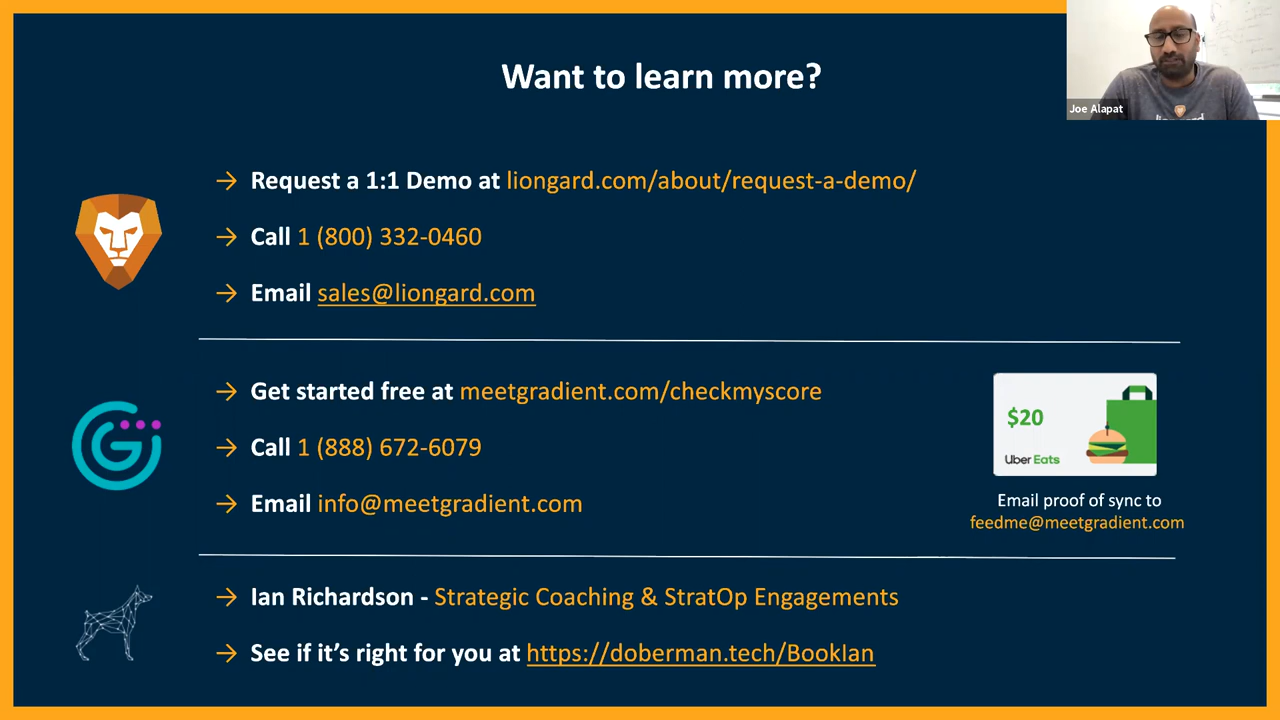 Want to learn more?
Joe Alapat
liongard
→ Request a 1:1 Demo at liongard.com/about/request-a-demo/
→ Call 1 (800) 332-0460
→ Email sales@liongard.com
→ Get started free at meetgradient.com/checkmyscore
→ Call 1 (888) 672-6079
→ Email info@meetgradient.com
$20
Uber Eats
Email proof of sync to
feedme@meetgradient.com
→ Ian Richardson - Strategic Coaching & StratOp Engagements
→ See if it’s right for you at https://doberman.tech/BookIan